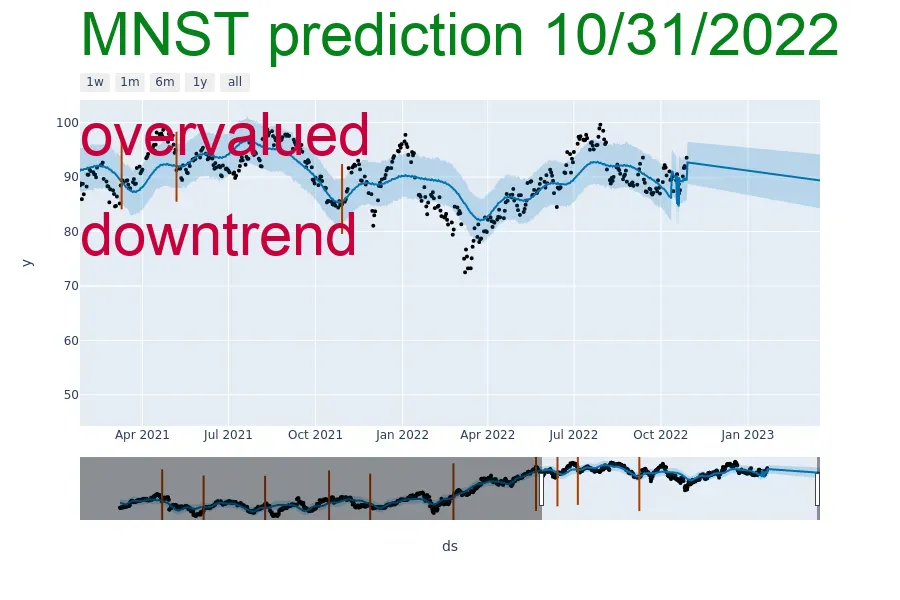 MNST prediction 10/31/2022
1w 1m 6m 1y all
100
overvalued
90
80
downtrend
y
70
60
50
Apr 2021 Jul 2021 Oct 2021 Jan 2022 Apr 2022 Jul 2022 Oct 2022 Jan 2023
ds